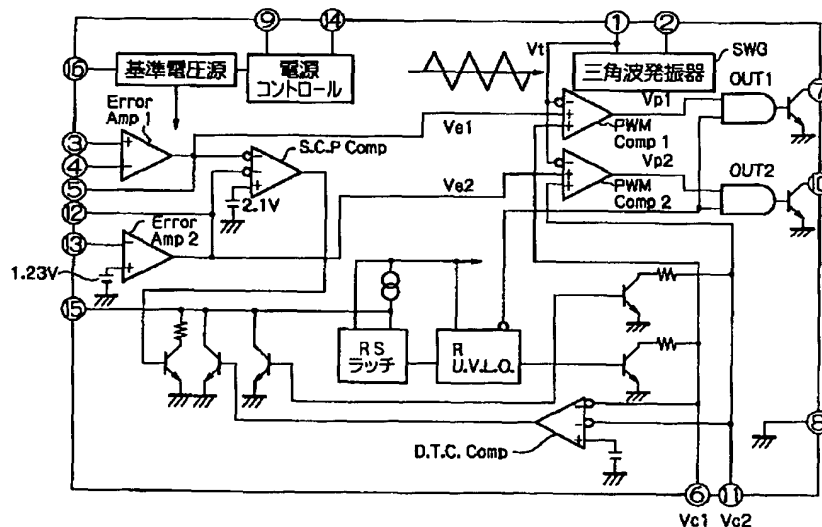 ⑨ ⑭ ① ②
⑯ 基準電圧源
電源
コントロール
Vt
三角波発振器
SWG
OUT1
⑦
Error
Amp 1
③ +
④ −
⑤
S.C.P Comp
Ve1
PWM
Comp 1
Vp1
⑫
2.1V
Ve2
PWM
Comp 2
Vp2
OUT2
⑩
⑬
Error
Amp 2
1.23V
⑮
RS
ラッチ
R
U.V.L.O.
D.T.C. Comp
⑧
⑥ ⑪
Vc1 Vc2